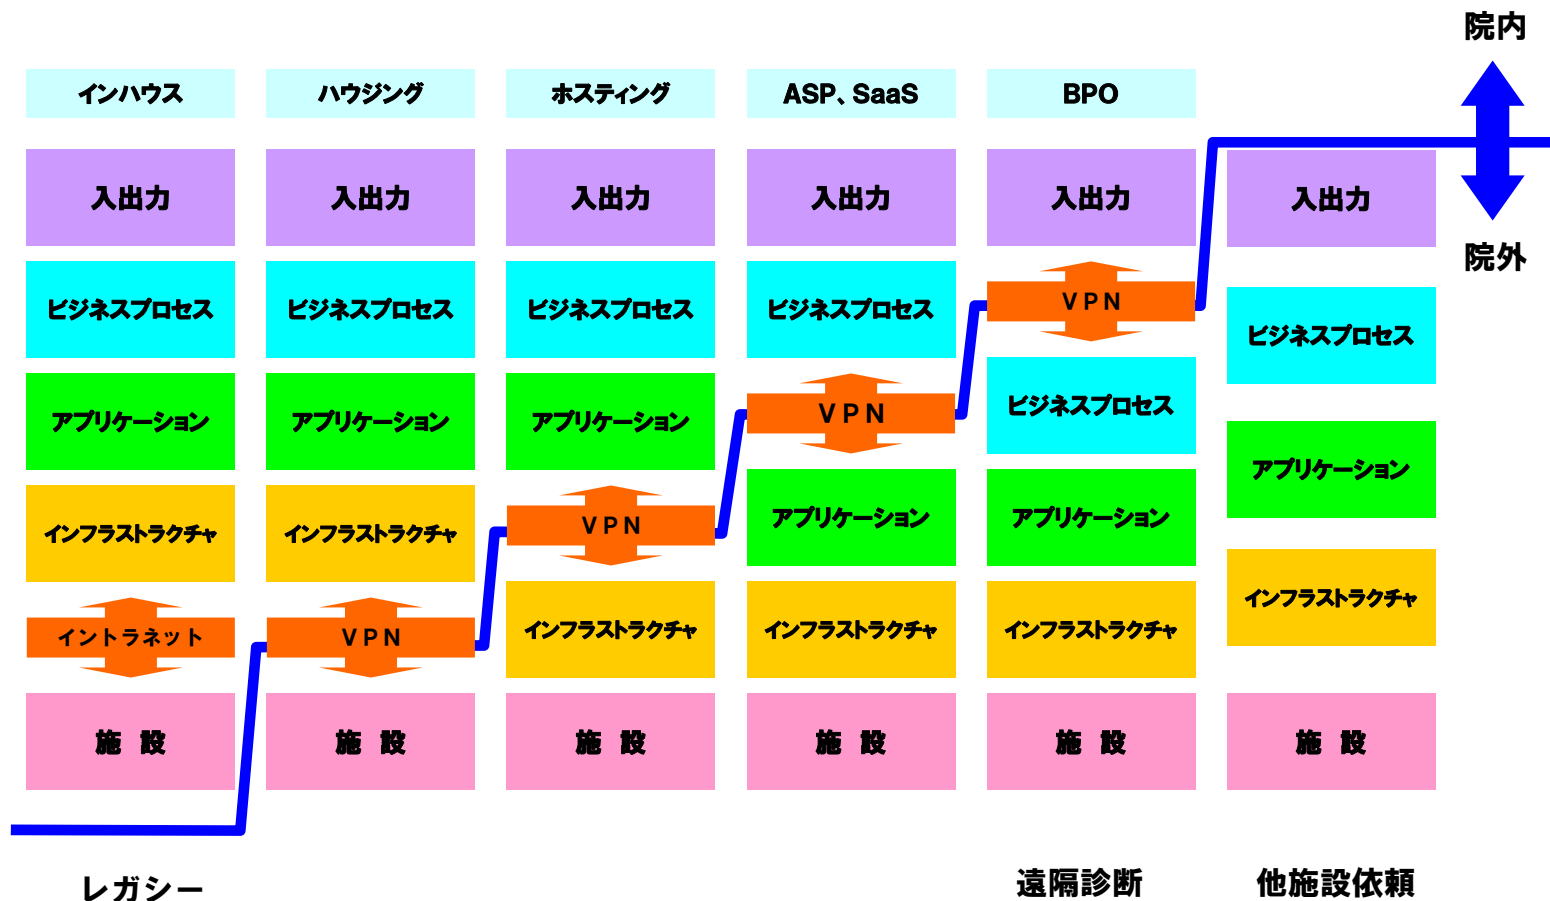 院内
インハウス
ハウジング
ホスティング
ASP、SaaS
BPO
入出力
入出力
入出力
入出力
入出力
入出力
院外
ビジネスプロセス
ビジネスプロセス
ビジネスプロセス
ビジネスプロセス
VPN
ビジネスプロセス
アプリケーション
アプリケーション
アプリケーション
VPN
ビジネスプロセス
アプリケーション
インフラストラクチャ
インフラストラクチャ
VPN
アプリケーション
アプリケーション
インフラストラクチャ
イントラネット
VPN
インフラストラクチャ
インフラストラクチャ
インフラストラクチャ
施 設
施 設
施 設
施 設
施 設
施 設
レガシー
遠隔診断
他施設依頼